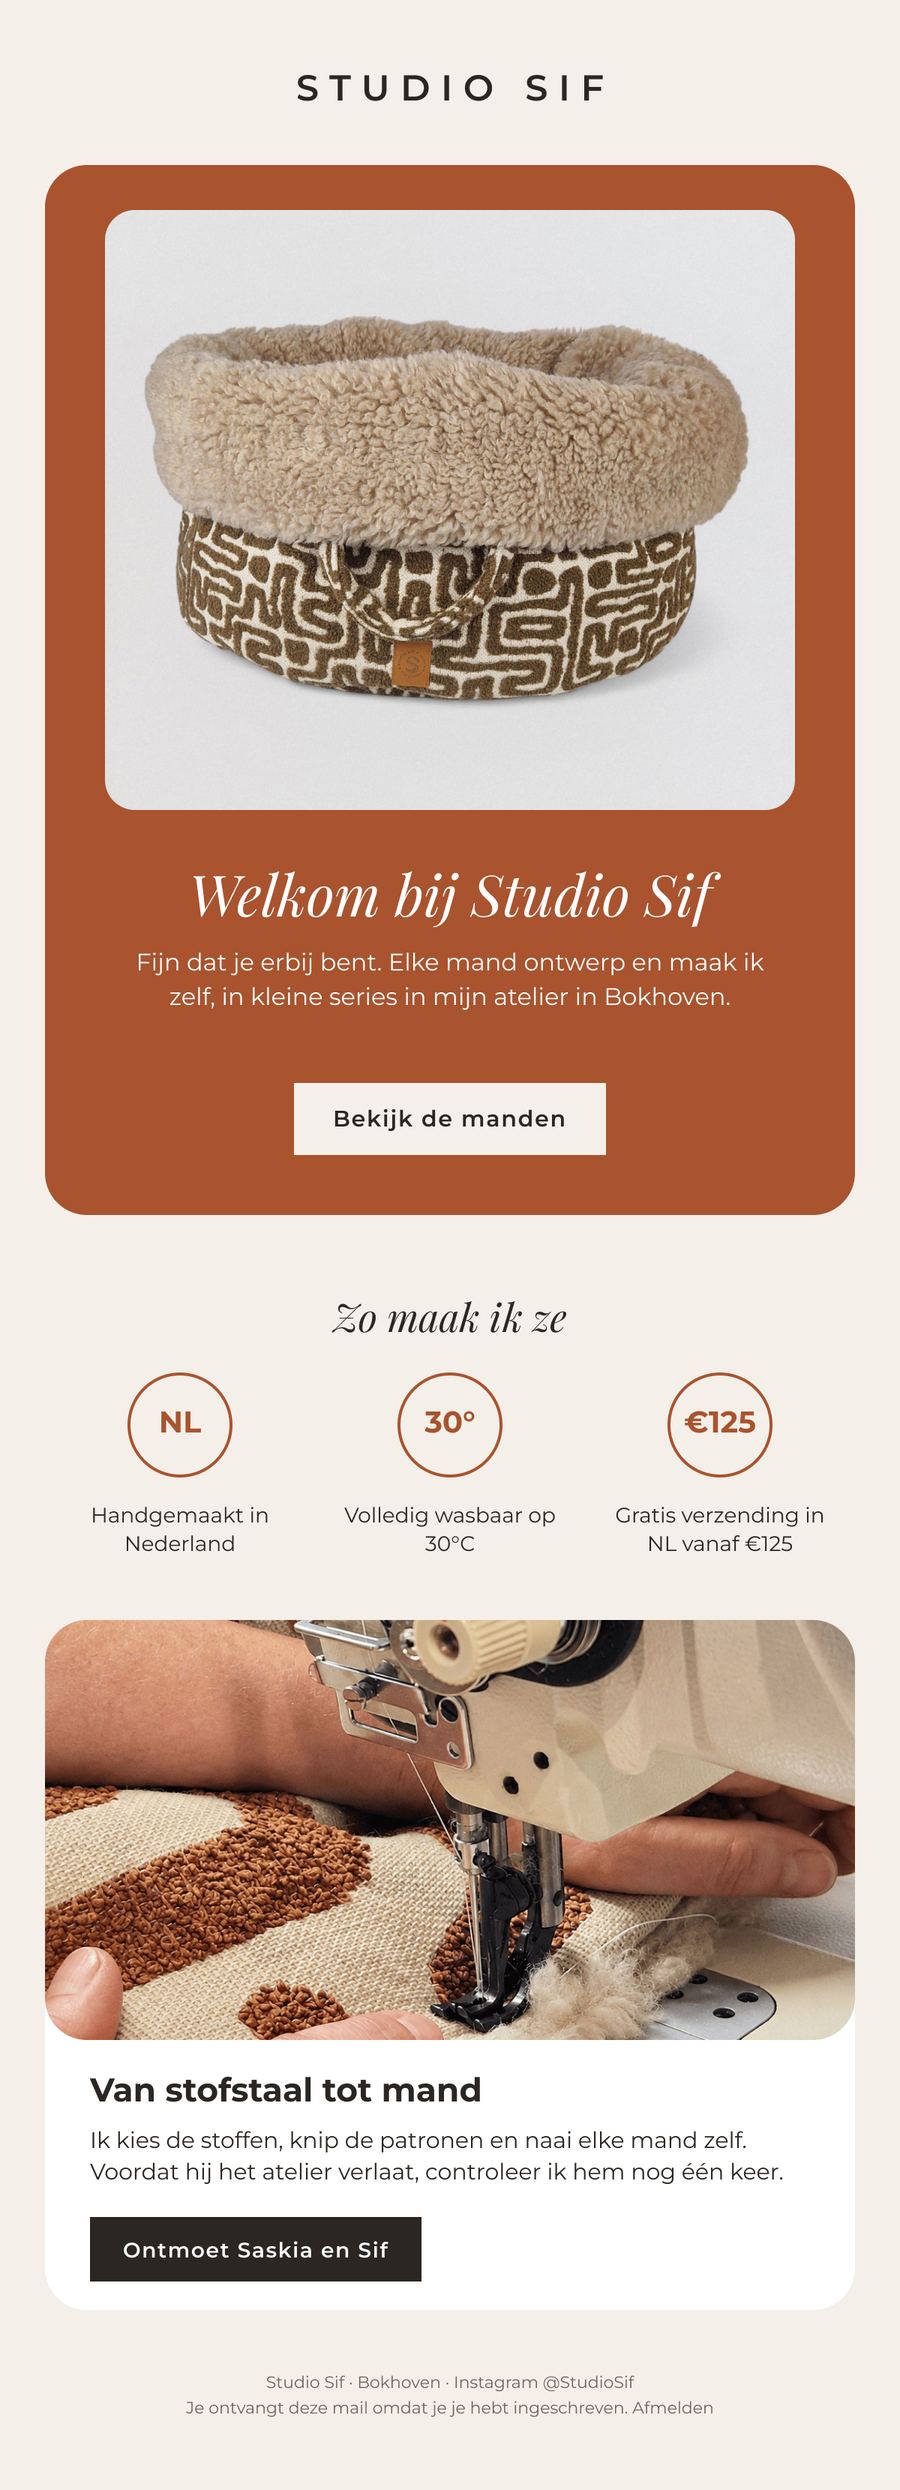 STUDIO SIF
Welkom bij Studio Sif
Fijn dat je erbij bent. Elke mand ontwerp en maak ik
zelf, in kleine series in mijn atelier in Bokhoven.
Bekijk de manden
Zo maak ik ze
NL
30°
€125
Handgemaakt in
Nederland
Volledig wasbaar op
30°C
Gratis verzending in
NL vanaf €125
Van stofstaal tot mand
Ik kies de stoffen, knip de patronen en naai elke mand zelf.
Voordat hij het atelier verlaat, controleer ik hem nog één keer.
Ontmoet Saskia en Sif
Studio Sif · Bokhoven · Instagram @StudioSif
Je ontvangt deze mail omdat je je hebt ingeschreven. Afmelden